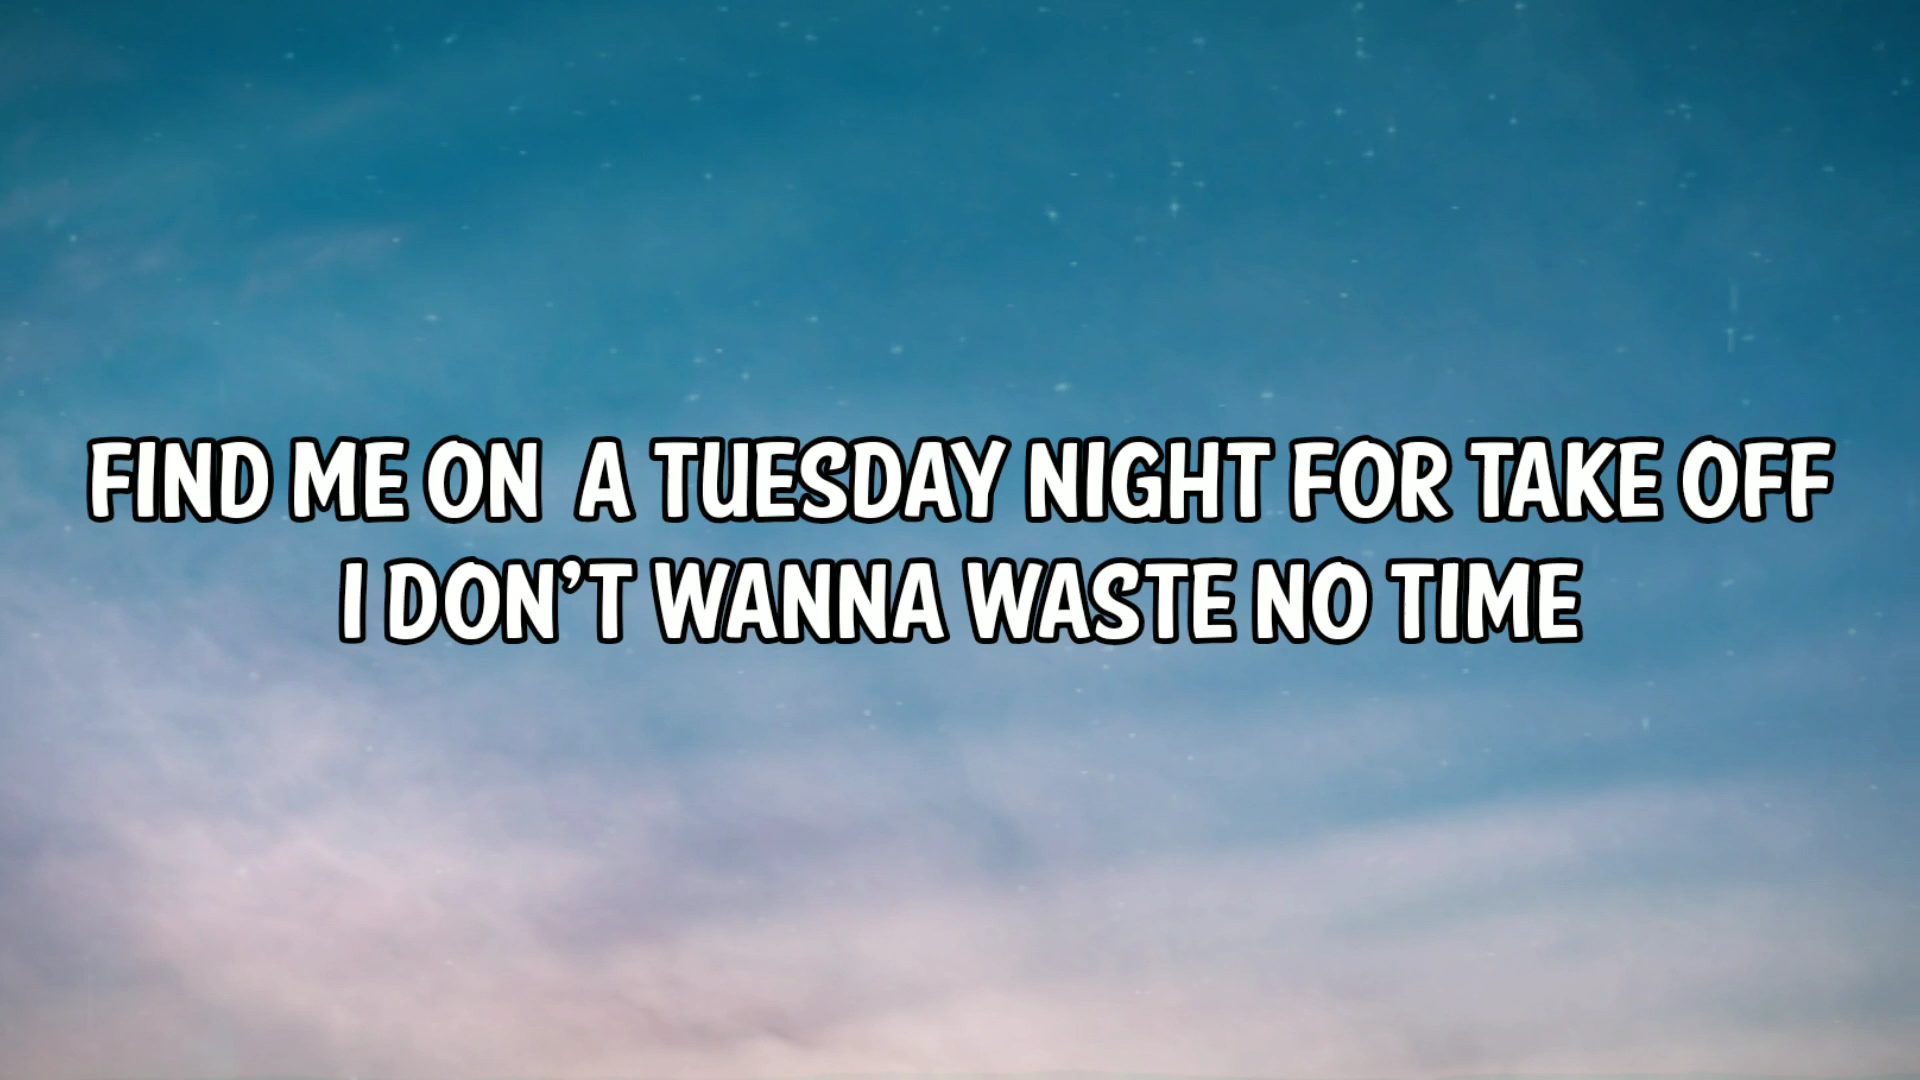 FIND ME ON  A TUESDAY NIGHT FOR TAKE OFF
I DON’T WANNA WASTE NO TIME